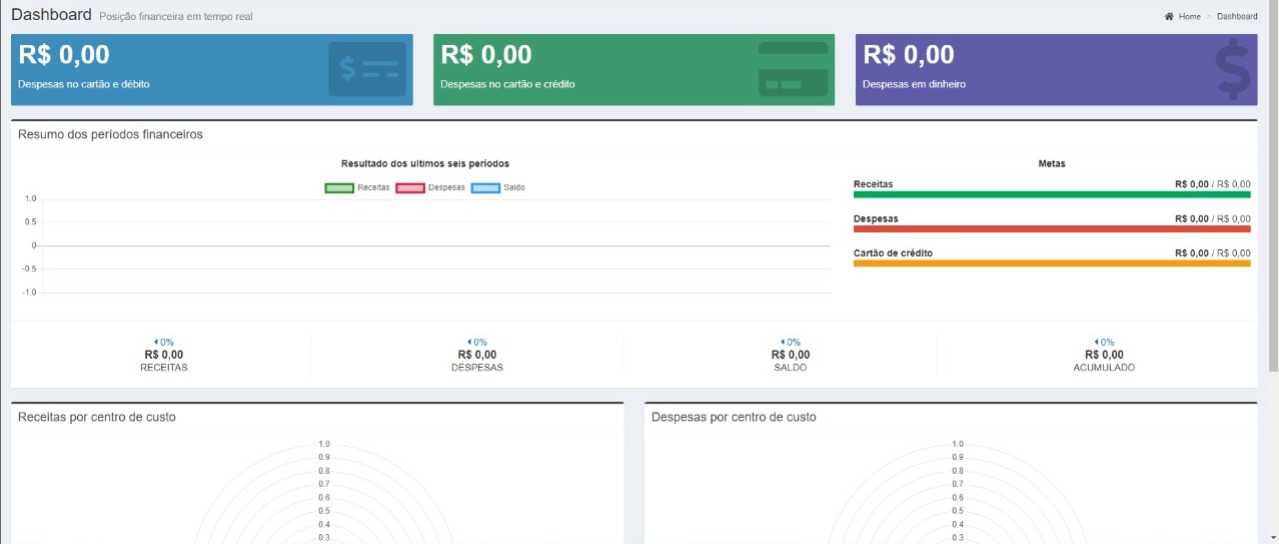 Dashboard Posição financeira em tempo real
Home > Dashboard
R$ 0,00
Despesas no cartão e débito
R$ 0,00
Despesas no cartão e crédito
R$ 0,00
Despesas em dinheiro
Resumo dos períodos financeiros
Resultado dos ultimos seis períodos
Receitas Despesas Saldo
1.0
0.5
0
-0.5
-1.0
Metas
Receitas R$ 0,00 / R$ 0,00
Despesas R$ 0,00 / R$ 0,00
Cartão de crédito R$ 0,00 / R$ 0,00
0%
R$ 0,00
RECEITAS
0%
R$ 0,00
DESPESAS
0%
R$ 0,00
SALDO
0%
R$ 0,00
ACUMULADO
Receitas por centro de custo
1.0
0.9
0.8
0.7
0.6
0.5
0.4
0.3
Despesas por centro de custo
1.0
0.9
0.8
0.7
0.6
0.5
0.4
0.3